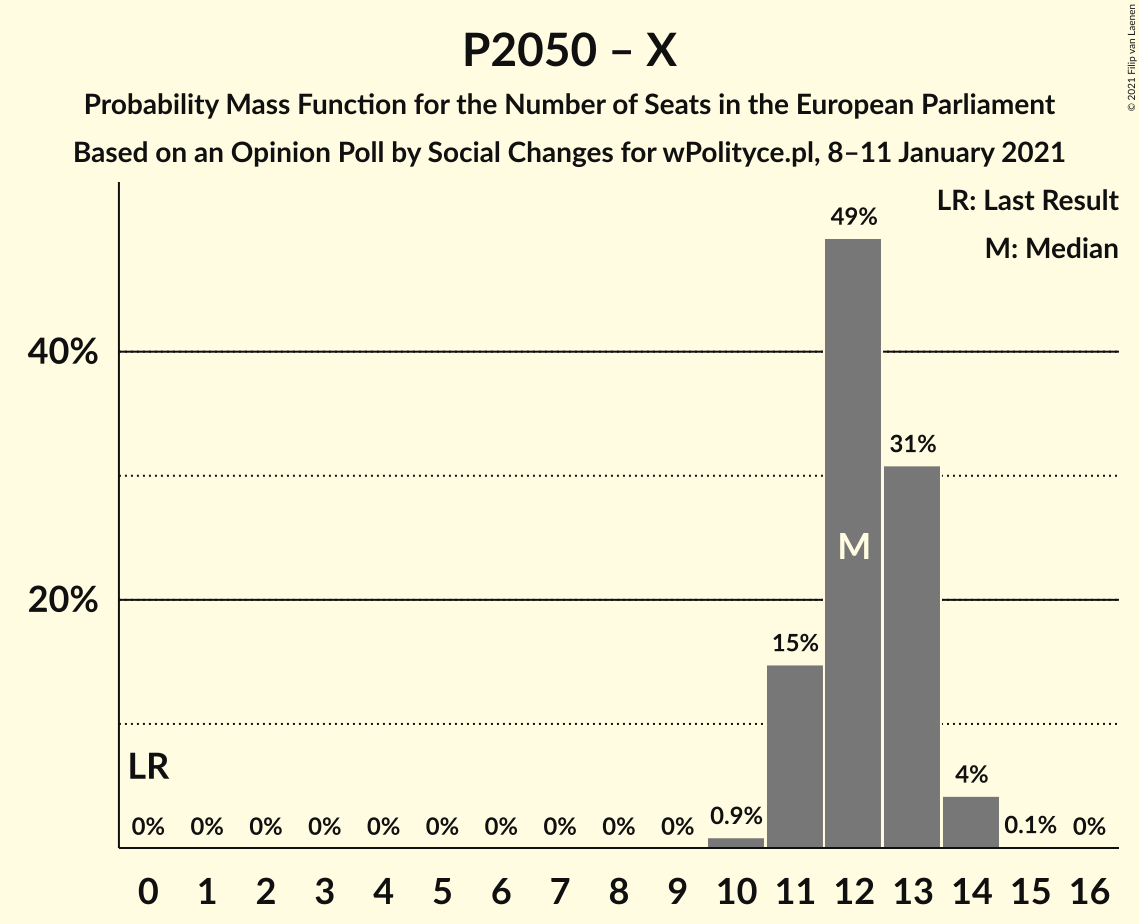 P2050 – X
Probability Mass Function for the Number of Seats in the European Parliament
Based on an Opinion Poll by Social Changes for wPolityce.pl, 8–11 January 2021
© 2021 Filip van Laenen
LR: Last Result
M: Median
49%
40%
31%
M
20%
15%
LR
4%
0% 0% 0% 0% 0% 0% 0% 0% 0% 0% 0.9% 0.1% 0%
0 1 2 3 4 5 6 7 8 9 10 11 12 13 14 15 16